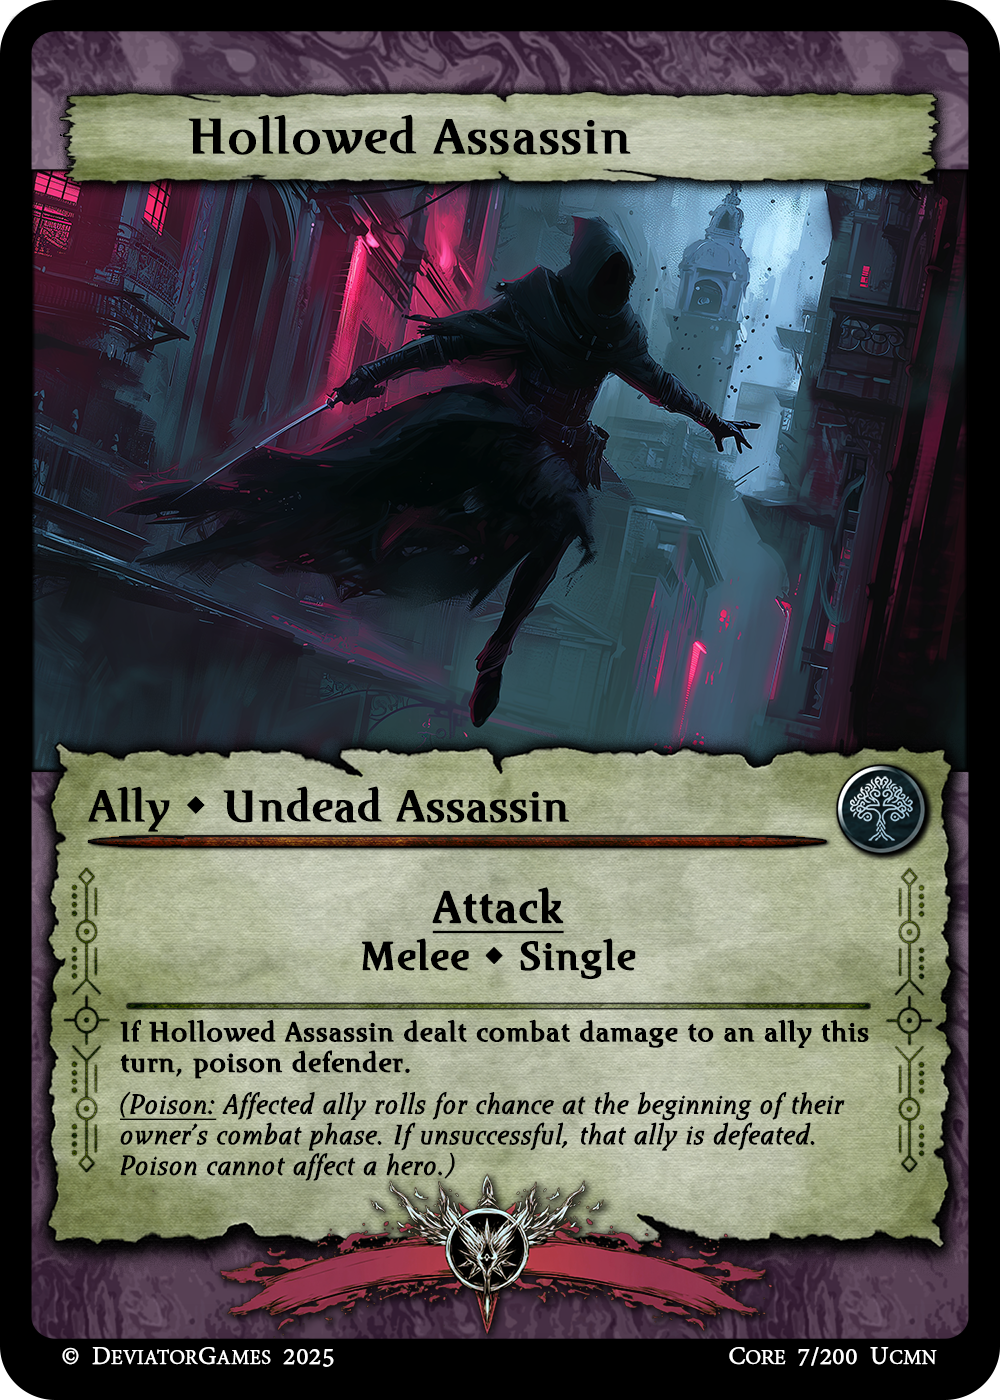 Hollowed Assassin
Ally ◆ Undead Assassin
Attack
Melee ◆ Single
If Hollowed Assassin dealt combat damage to an ally this
turn, poison defender.
(Poison: Affected ally rolls for chance at the beginning of their
owner's combat phase. If unsuccessful, that ally is defeated.
Poison cannot affect a hero.)
© DeviatorGames 2025
Core 7/200 Ucmn